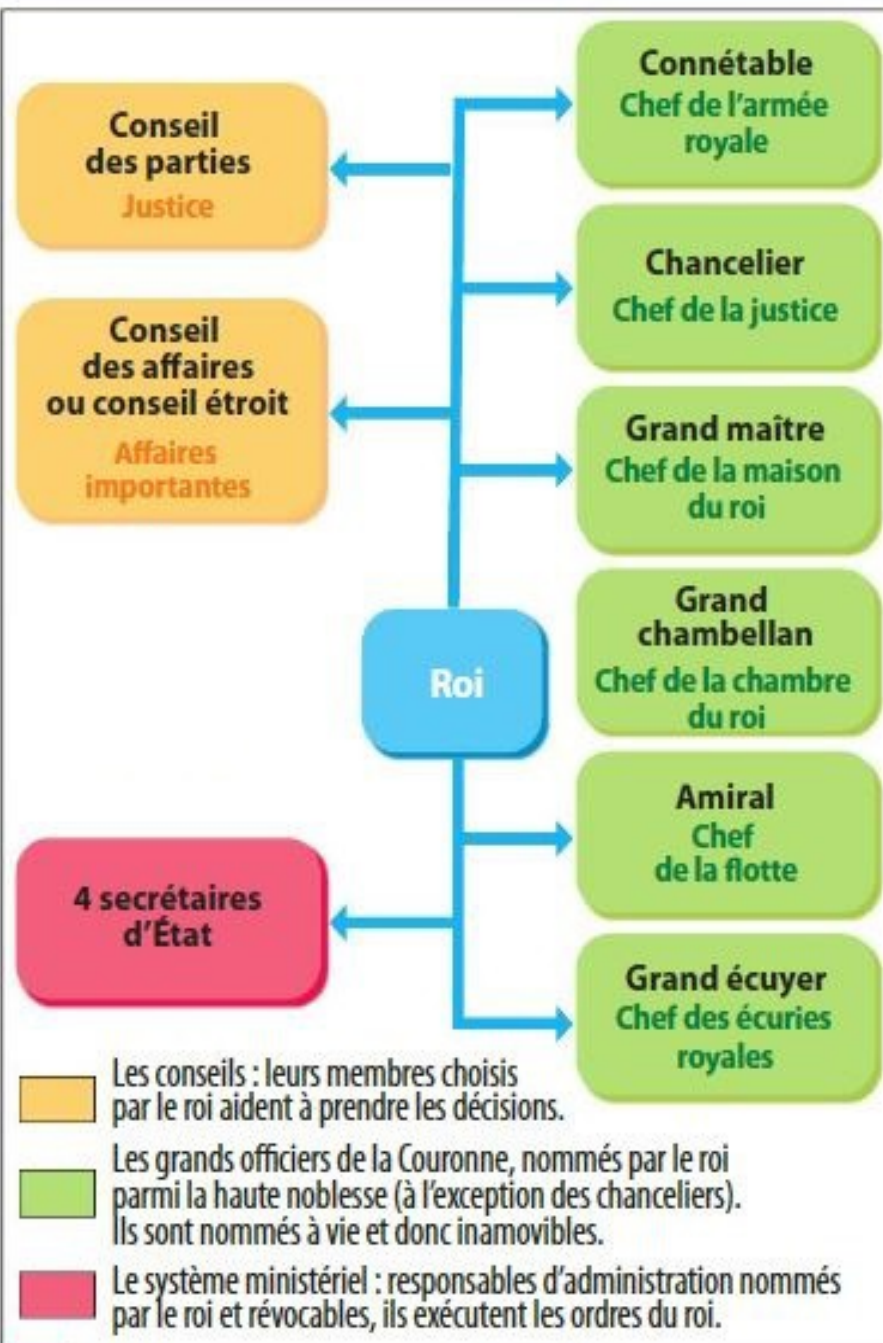 Conseil
des parties
Justice
Conseil
des affaires
ou conseil étroit
Affaires
importantes
Roi
4 secrétaires
d'État
Connétable
Chef de l'armée
royale
Chancelier
Chef de la justice
Grand maître
Chef de la maison
du roi
Grand
chambellan
Chef de la chambre
du roi
Amiral
Chef
de la flotte
Grand écuyer
Chef des écuries
royales
Les conseils : leurs membres choisis
par le roi aident à prendre les décisions.
Les grands officiers de la Couronne, nommés par le roi
parmi la haute noblesse (à l'exception des chanceliers).
Ils sont nommés à vie et donc inamovibles.
Le système ministériel : responsables d'administration nommés
par le roi et révocables, ils exécutent les ordres du roi.